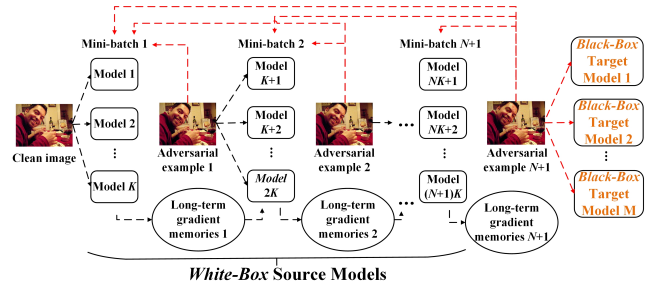 Mini-batch 1
Mini-batch 2
Mini-batch N+1
Model 1
Model 2
⋮
Model K
Model
K+1
Model
K+2
⋮
Model
2K
Model
NK+1
Model
NK+2
⋮
Model
(N+1)K
...
...
Clean image
Adversarial
example 1
Adversarial
example 2
Adversarial
example N+1
Black-Box
Target
Model 1
Black-Box
Target
Model 2
⋮
Black-Box
Target
Model M
Long-term
gradient
memories 1
Long-term
gradient
memories 2
Long-term
gradient
memories N+1
White-Box Source Models